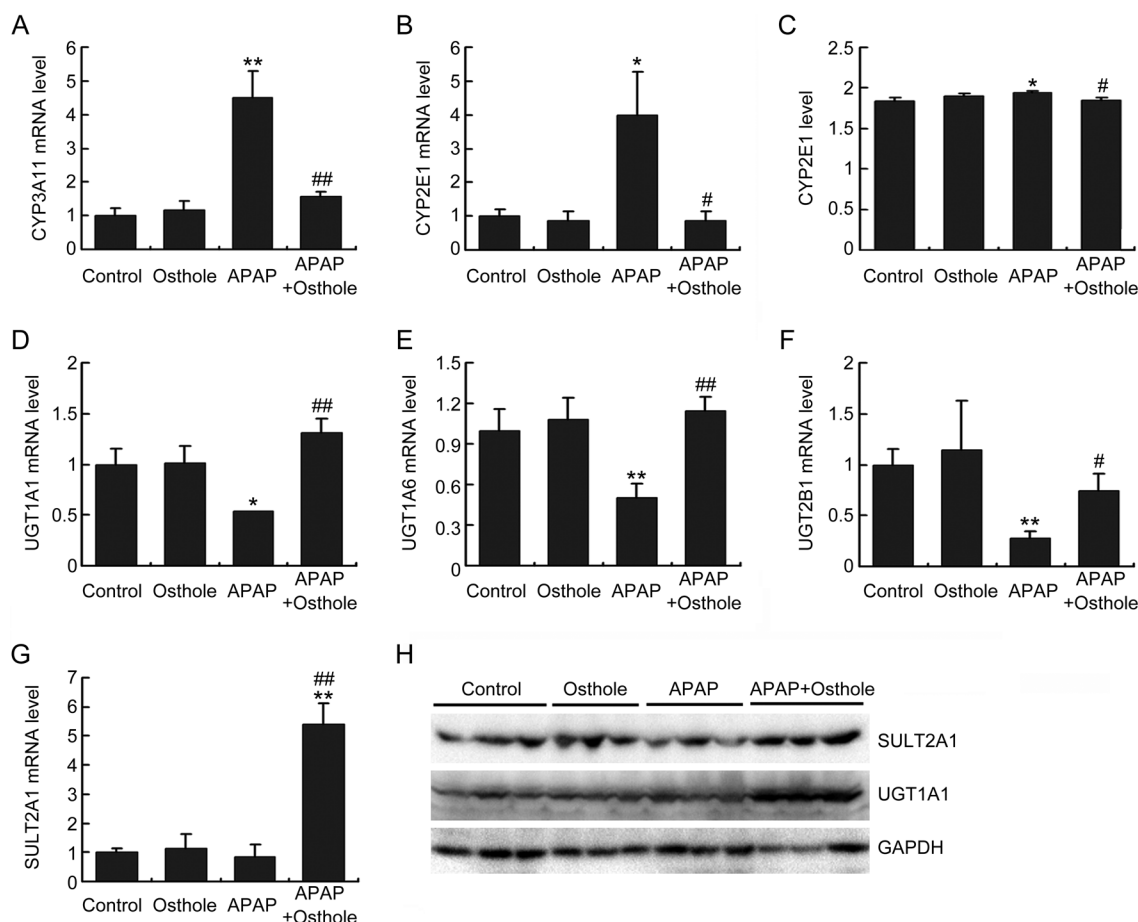 A
CYP3A11 mRNA level
6
5
4
3
2
1
0
**
##
Control
Osthole
APAP
APAP
+Osthole
B
CYP2E1 mRNA level
6
5
4
3
2
1
0
*
#
Control
Osthole
APAP
APAP
+Osthole
C
CYP2E1 level
2.5
2
1.5
1
0.5
0
*
#
Control
Osthole
APAP
APAP
+Osthole
D
UGT1A1 mRNA level
2
1.5
1
0.5
0
*
##
Control
Osthole
APAP
APAP
+Osthole
E
UGT1A6 mRNA level
1.5
1.2
0.9
0.6
0.3
0
**
##
Control
Osthole
APAP
APAP
+Osthole
F
UGT2B1 mRNA level
2
1.5
1
0.5
0
**
#
Control
Osthole
APAP
APAP
+Osthole
G
SULT2A1 mRNA level
7
6
5
4
3
2
1
0
##
**
Control
Osthole
APAP
APAP
+Osthole
H
Control
Osthole
APAP
APAP+Osthole
SULT2A1
UGT1A1
GAPDH